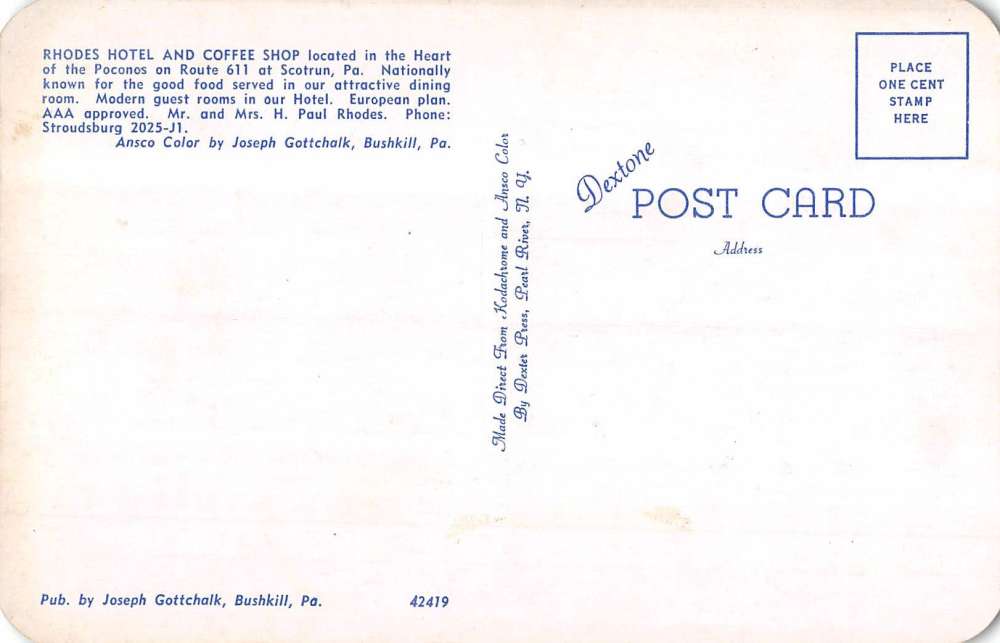 RHODES HOTEL AND COFFEE SHOP located in the Heart
of the Poconos on Route 611 at Scotrun, Pa. Nationally
known for the good food served in our attractive dining
room. Modern guest rooms in our Hotel. European plan.
AAA approved. Mr. and Mrs. H. Paul Rhodes. Phone:
Stroudsburg 2025-J1.
Ansco Color by Joseph Gottchalk, Bushkill, Pa.
Pub. by Joseph Gottchalk, Bushkill, Pa. 42419
Made Direct From Kodachrome and Ansco Color
By Dexter Press, Pearl River, N. Y.
Dextone
POST CARD
Address
PLACE
ONE CENT
STAMP
HERE